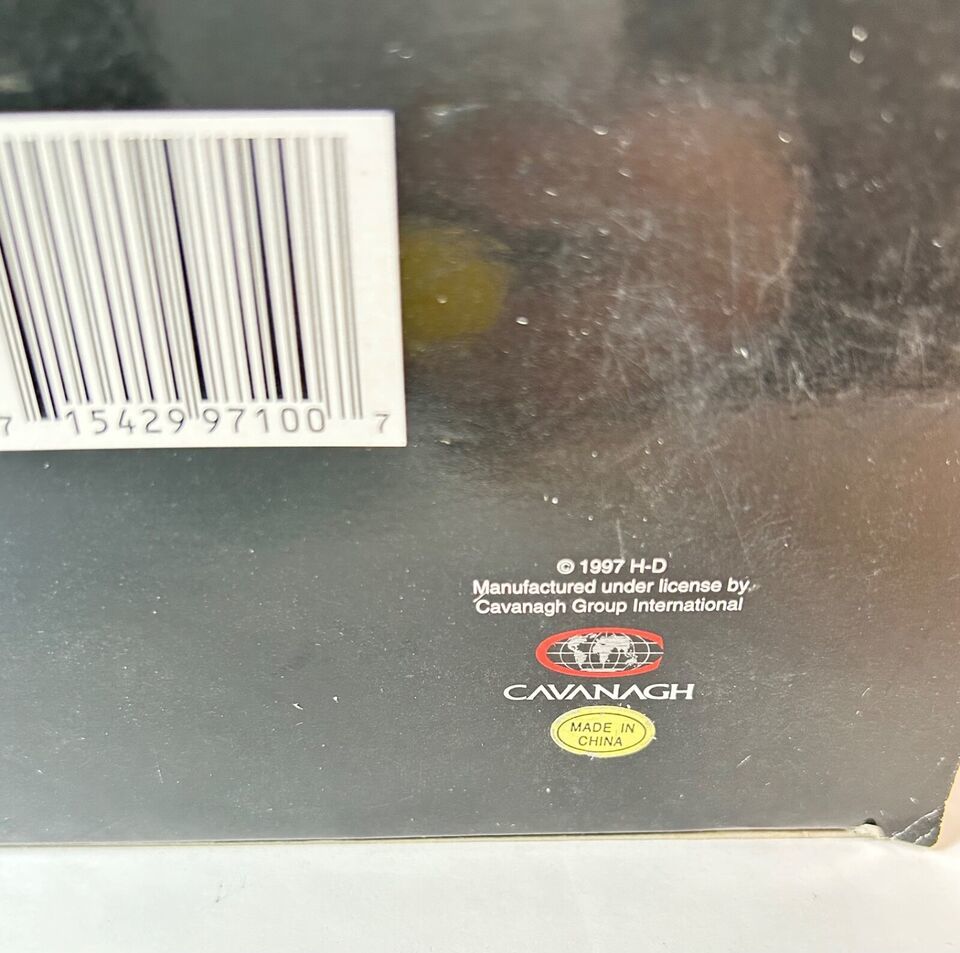 7 15429 97100 7
© 1997 H-D
Manufactured under license by
Cavanagh Group International
CAVANAGH
MADE IN
CHINA